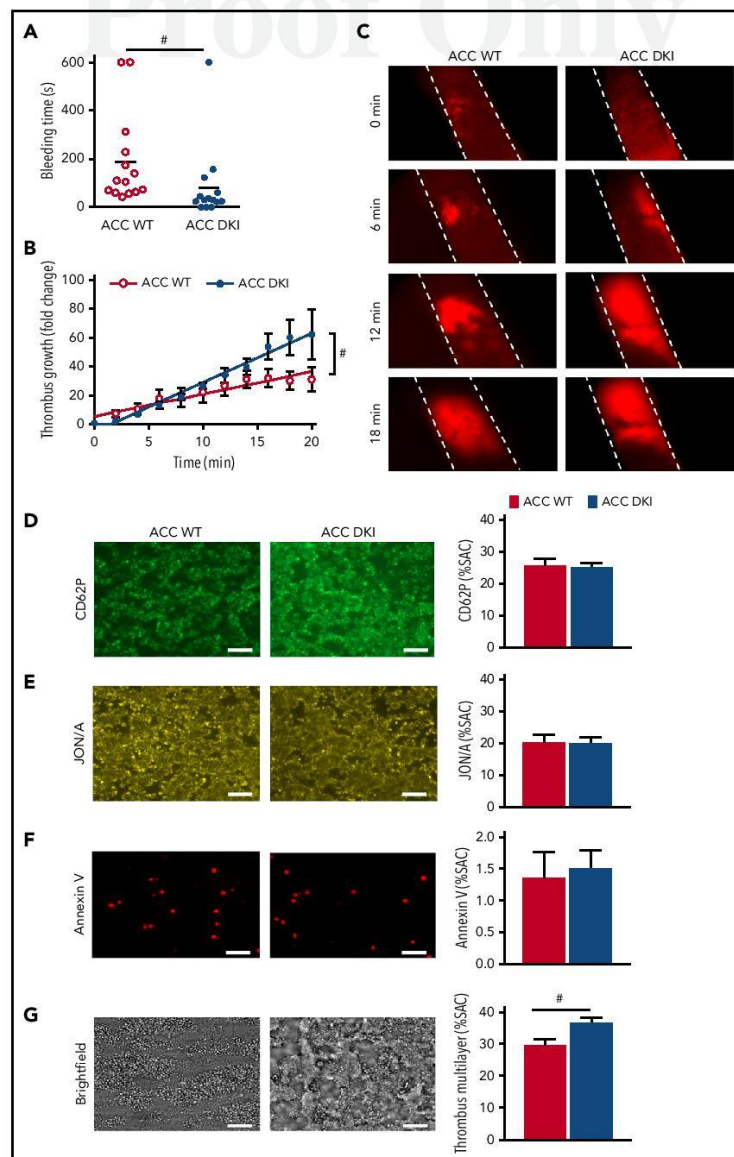 Proof Only
A
#
600
400
200
0
Bleeding time (s)
ACC WT
ACC DKI
B
ACC WT
ACC DKI
100
80
60
40
20
0
Thrombus growth (fold change)
#
0
5
10
15
20
Time (min)
C
ACC WT
ACC DKI
0 min
6 min
12 min
18 min
ACC WT
ACC DKI
D
ACC WT
ACC DKI
CD62P
40
30
20
10
0
CD62P (%SAC)
E
JON/A
40
30
20
10
0
JON/A (%SAC)
F
Annexin V
2.0
1.5
1.0
0.5
0.0
Annexin V (%SAC)
G
Brightfield
#
40
30
20
10
0
Thrombus multilayer (%SAC)